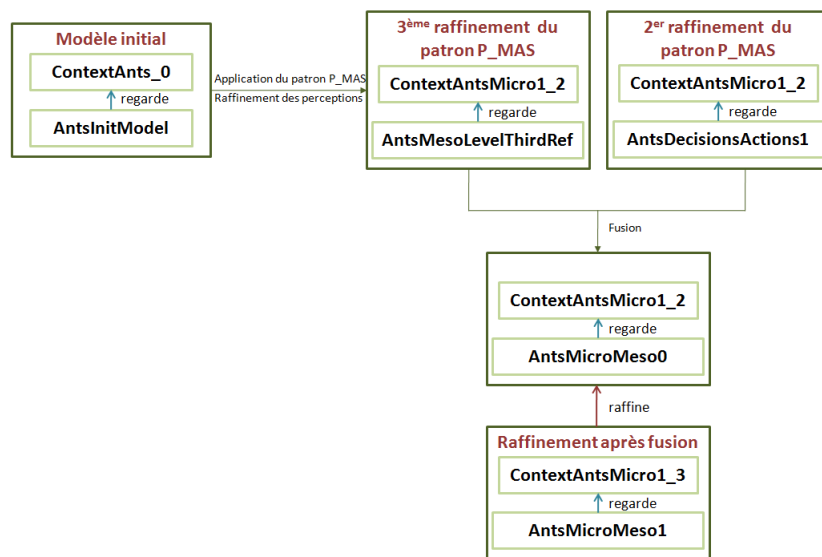 Modèle initial
ContextAnts_0
regarde
AntsInitModel
Application du patron P_MAS
Raffinement des perceptions
3ème raffinement du
patron P_MAS
ContextAntsMicro1_2
regarde
AntsMesoLevelThirdRef
2er raffinement du
patron P_MAS
ContextAntsMicro1_2
regarde
AntsDecisionsActions1
Fusion
ContextAntsMicro1_2
regarde
AntsMicroMeso0
raffine
Raffinement après fusion
ContextAntsMicro1_3
regarde
AntsMicroMeso1